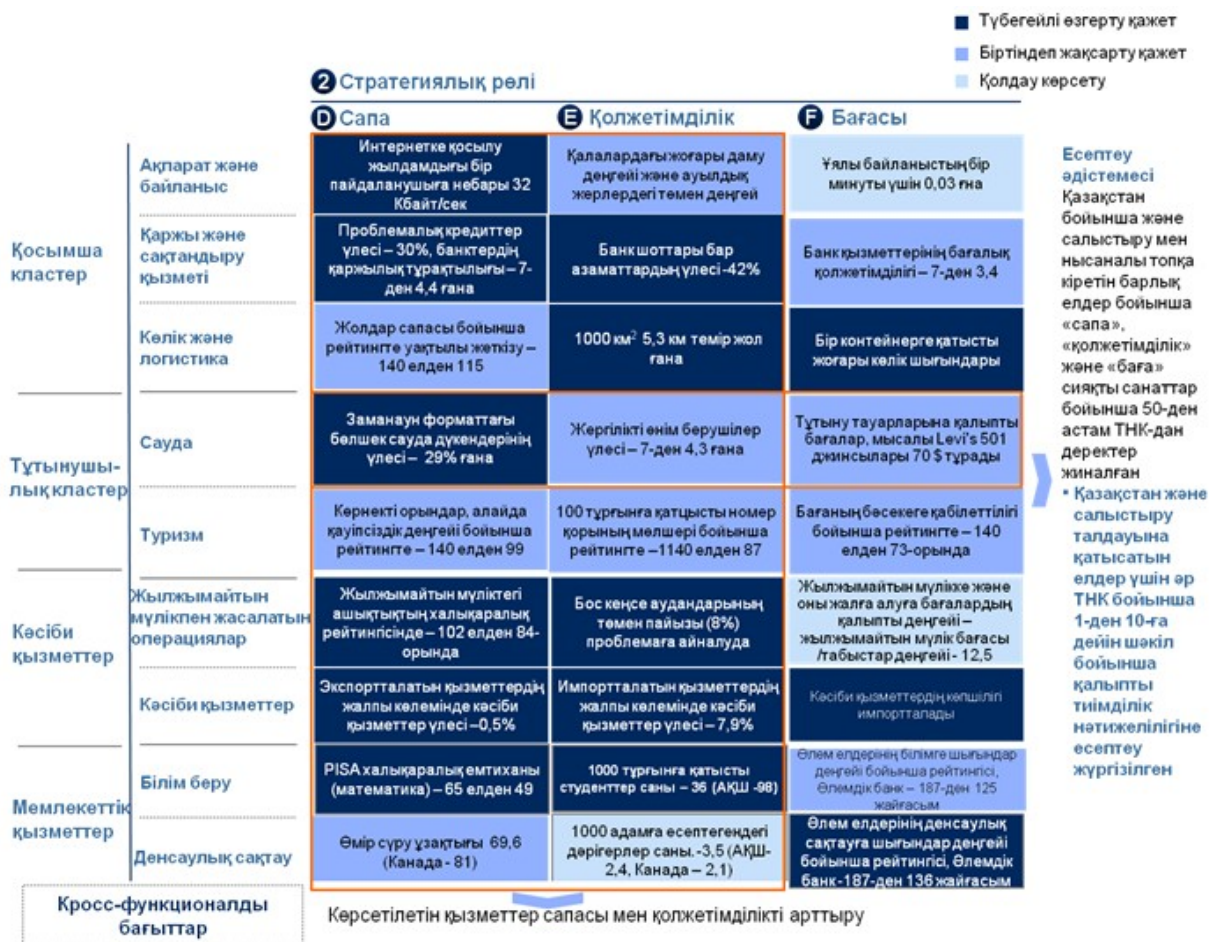 Түбегейлі өзгерту қажет
Біртіндеп жақсарту қажет
Қолдау көрсету
2 Стратегиялық рөлі
D Сапа
E Қолжетімділік
F Бағасы
Қосымша
кластер
Ақпарат және
байланыс
Интернетке қосылу
жылдамдығы бір
пайдаланушыға небары 32
Кбайт/сек
Қалалардағы жоғары даму
деңгейі және ауылдық
жерлердегі төмен деңгей
Ұялы байланыстың бір
минуты үшін 0,03 ғна
Қаржы және
сақтандыру
қызметі
Проблемалық кредиттер
үлесі – 30%, банктердің
қаржылық тұрақтылығы – 7-
ден 4,4 ғана
Банк шоттары бар
азаматтардың үлесі -42%
Банк қызметтерінің бағалық
қолжетімділігі – 7-ден 3,4
Көлік және
логистика
Жолдар сапасы бойынша
рейтингте уақтылы жеткізу –
140 елден 115
1000 км² 5,3 км темір жол
ғана
Бір контейнерге қатысты
жоғары көлік шығындары
Тұтынушы-
лық кластер
Сауда
Заманауи форматтағы
бөлшек сауда дүкендерінің
үлесі – 29% ғана
Жергілікті өнім берушілер
үлесі – 7-ден 4,3 ғана
Тұтыну тауарларына қалыпты
бағалар, мысалы Levi's 501
джинсылары 70 $ тұрады
Туризм
Көрнекті орындар, алайда
қауіпсіздік деңгейі бойынша
рейтингте – 140 елден 99
100 тұрғынға қатцысты номер
қорының мөлшері бойынша
рейтингте –1140 елден 87
Бағаның бәсекеге қабілеттілігі
бойынша рейтингте – 140
елден 73-орында
Кәсіби
қызметтер
Жылжымайтын
мүлікпен жасалатын
операциялар
Жылжымайтын мүліктегі
ашықтықтың халықаралық
рейтингісінде – 102 елден 84-
орында
Бос кеңсе аудандарының
төмен пайызы (8%)
проблемаға айналуда
Жылжымайтын мүлікке және
оны жалға алуға бағалардың
қалыпты деңгейі –
жылжымайтын мүлік бағасы
/табыстар деңгейі - 12,5
Кәсіби қызметтер
Экспортталатын қызметтердің
жалпы көлемінде кәсіби
қызметтер үлесі –0,5%
Импортталатын қызметтердің
жалпы көлемінде кәсіби
қызметтер үлесі – 7,9%
Кәсіби қызметтердің көпшілігі
импортталады
Мемлекеттік
қызметтер
Білім беру
PISA халықаралық емтиханы
(математика) – 65 елден 49
1000 тұрғынға қатысты
студенттер саны – 36 (АҚШ -98)
Әлем елдерінің білімге шығындар
деңгейі бойынша рейтингісі,
Әлемдік банк – 187-ден 125
жайғасым
Денсаулық сақтау
Өмір сүру ұзақтығы 69,6
(Канада - 81)
1000 адамға есептегендегі
дәрігерлер саны. -3,5 (АҚШ-
2,4, Канада – 2,1)
Әлем елдерінің денсаулық
сақтауға шығындар деңгейі
бойынша рейтингісі, Әлемдік
банк -187-ден 136 жайғасым
Есептеу
әдістемесі
Қазақстан
бойынша және
салыстыру мен
нысаналы топқа
кіретін барлық
елдер бойынша
«сапа»,
«қолжетімділік»
және «баға»
сияқты санаттар
бойынша 50-ден
астам ТНК-дан
деректер
жиналған
• Қазақстан және
салыстыру
талдауына
қатысатын
елдер үшін әр
ТНК бойынша
1-ден 10-ға
дейін шәкіл
бойынша
қалыпты
тиімділік
нәтижелілігіне
есептеу
жүргізілген
Кросс-функционалды
бағыттар
Көрсетілетін қызметтер сапасы мен қолжетімділікті арттыру